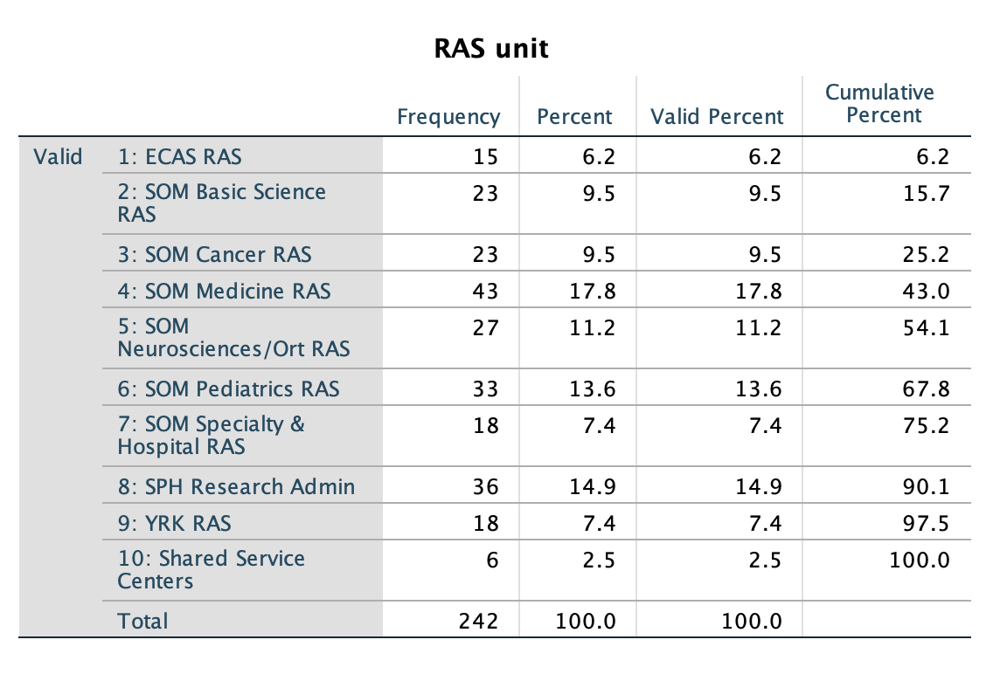 RAS unit
Frequency Percent Valid Percent Cumulative Percent
Valid 1: ECAS RAS 15 6.2 6.2 6.2
2: SOM Basic Science RAS 23 9.5 9.5 15.7
3: SOM Cancer RAS 23 9.5 9.5 25.2
4: SOM Medicine RAS 43 17.8 17.8 43.0
5: SOM Neurosciences/Ort RAS 27 11.2 11.2 54.1
6: SOM Pediatrics RAS 33 13.6 13.6 67.8
7: SOM Specialty & Hospital RAS 18 7.4 7.4 75.2
8: SPH Research Admin 36 14.9 14.9 90.1
9: YRK RAS 18 7.4 7.4 97.5
10: Shared Service Centers 6 2.5 2.5 100.0
Total 242 100.0 100.0